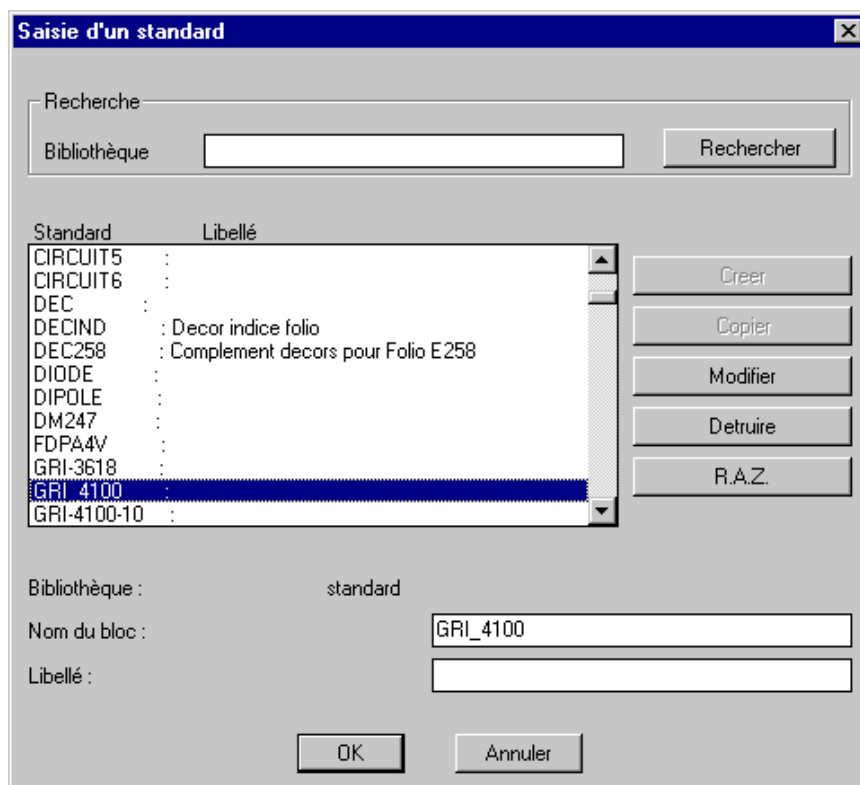 Saisie d'un standard
Recherche
Bibliothèque
Rechercher
Standard Libellé
CIRCUIT5 :
CIRCUIT6 :
DEC :
DECIND : Decor indice folio
DEC258 : Complement decors pour Folio E258
DIODE :
DIPOLE :
DM247 :
FDPA4V :
GRI-3618 :
GRI_4100 :
GRI-4100-10 :
Creer
Copier
Modifier
Detruire
R.A.Z.
Bibliothèque : standard
Nom du bloc : GRI_4100
Libellé :
OK Annuler